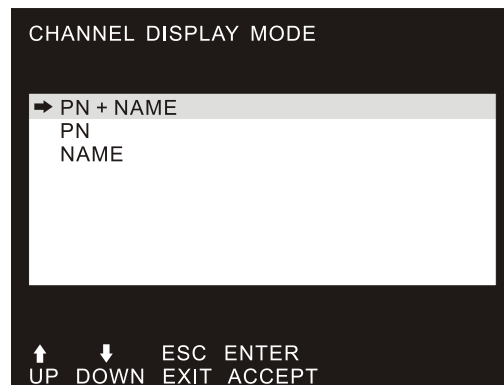 CHANNEL DISPLAY MODE
➡ PN + NAME
PN
NAME
⬆ ⬇ ESC ENTER
UP DOWN EXIT ACCEPT